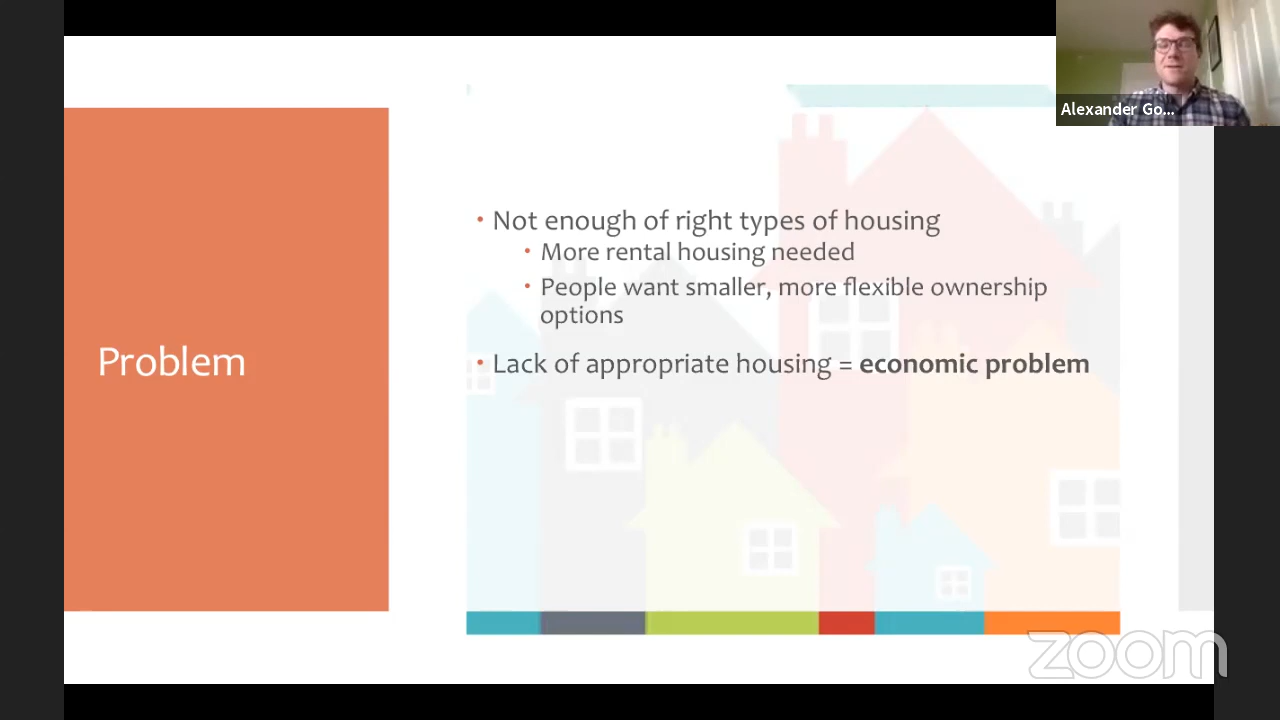 Alexander Go...
Problem
• Not enough of right types of housing
• More rental housing needed
• People want smaller, more flexible ownership
options
• Lack of appropriate housing = economic problem
zoom